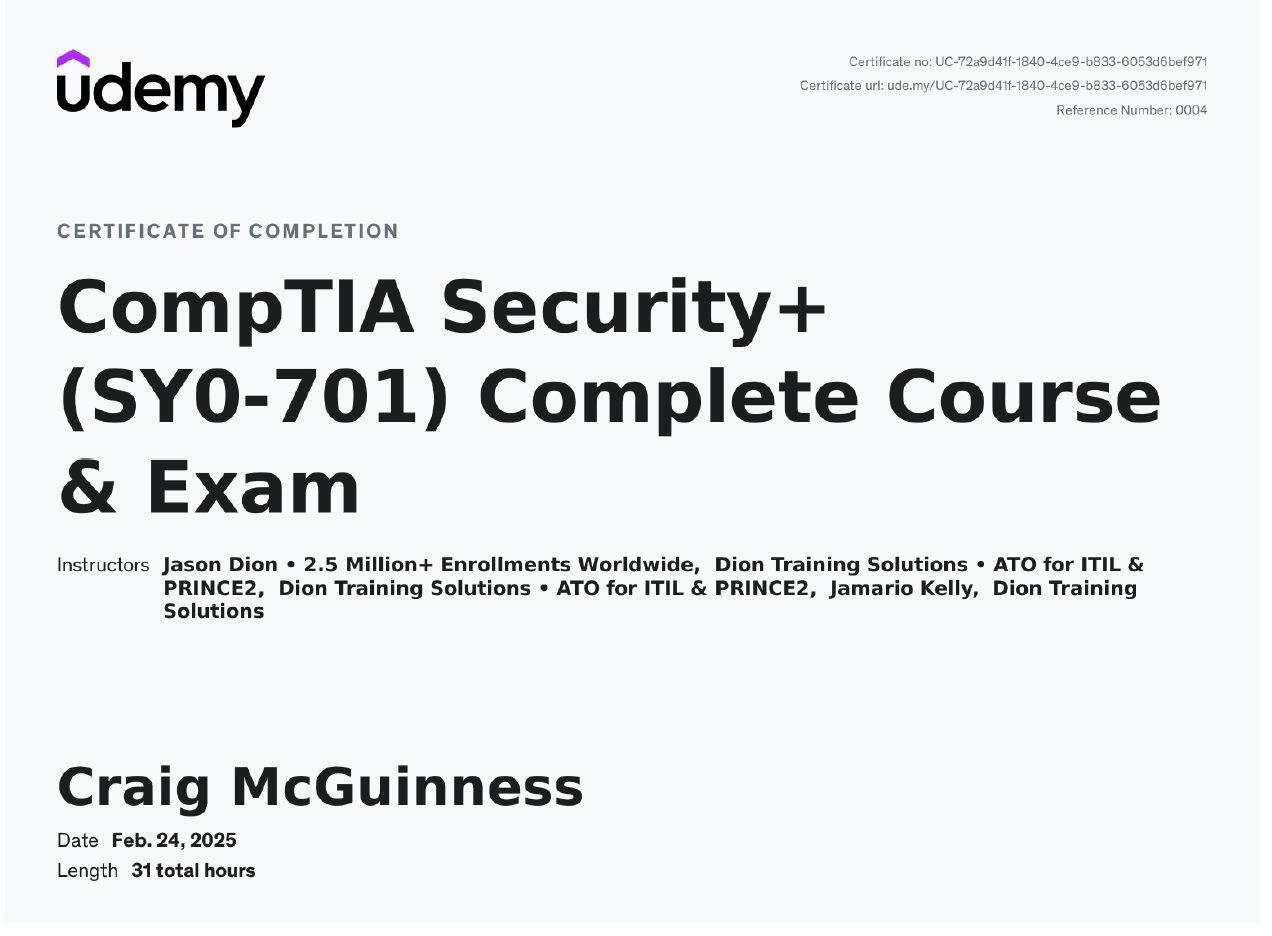 udemy
Certificate no: UC-72a9d41f-1840-4ce9-b833-6053d6bef971
Certificate url: ude.my/UC-72a9d41f-1840-4ce9-b833-6053d6bef971
Reference Number: 0004
CERTIFICATE OF COMPLETION
CompTIA Security+
(SY0-701) Complete Course
& Exam
Instructors Jason Dion • 2.5 Million+ Enrollments Worldwide, Dion Training Solutions • ATO for ITIL &
PRINCE2, Dion Training Solutions • ATO for ITIL & PRINCE2, Jamario Kelly, Dion Training
Solutions
Craig McGuinness
Date Feb. 24, 2025
Length 31 total hours